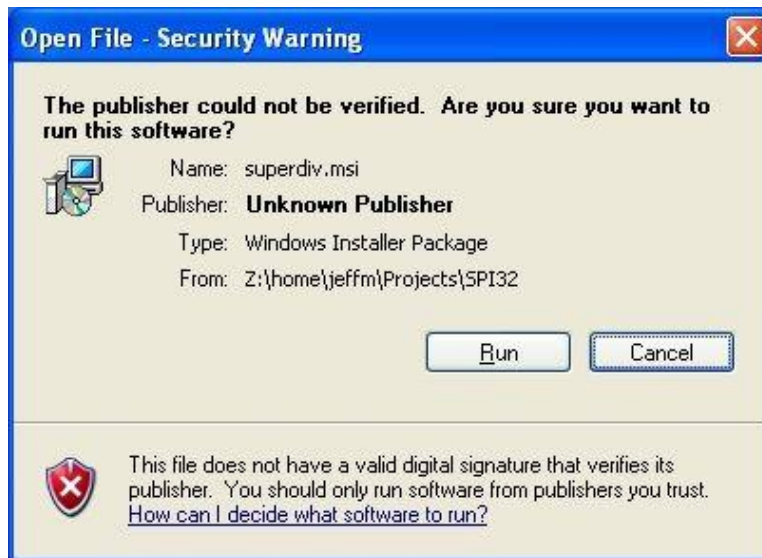 Open File - Security Warning
The publisher could not be verified.  Are you sure you want to
run this software?
Name: superdiv.msi
Publisher: Unknown Publisher
Type: Windows Installer Package
From: Z:\home\jeffm\Projects\SPI32
Run Cancel
This file does not have a valid digital signature that verifies its
publisher.  You should only run software from publishers you trust.
How can I decide what software to run?